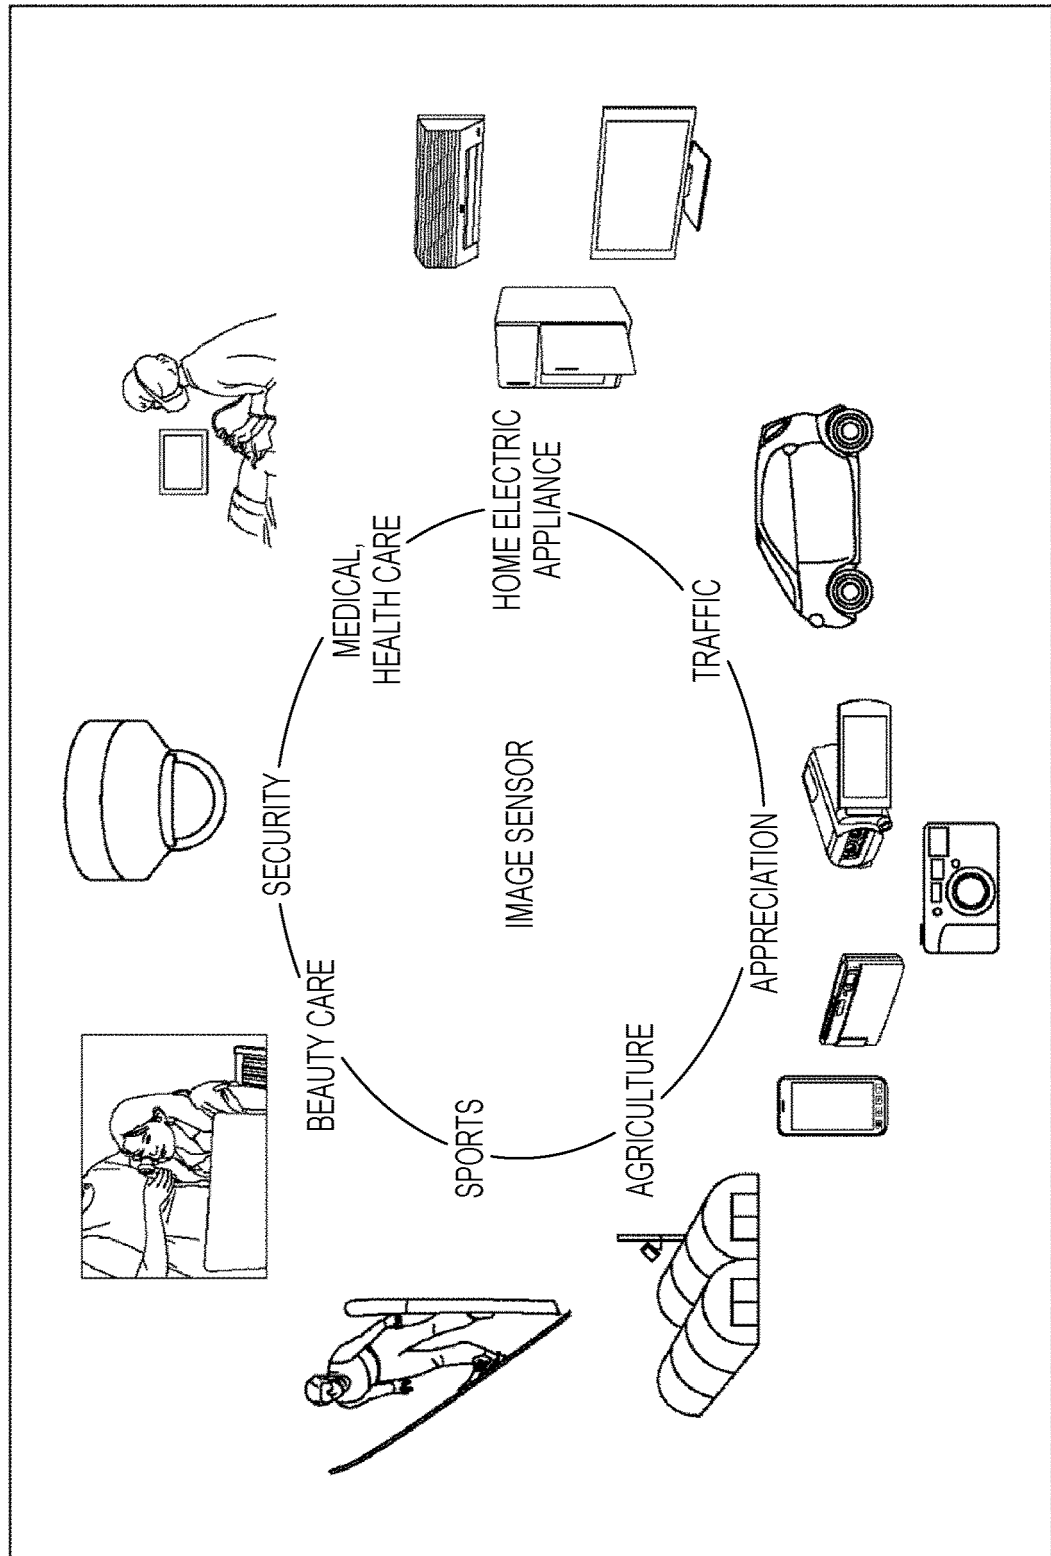 SECURITY
BEAUTY CARE
MEDICAL,
HEALTH CARE
SPORTS
IMAGE SENSOR
HOME ELECTRIC
APPLIANCE
AGRICULTURE
TRAFFIC
APPRECIATION